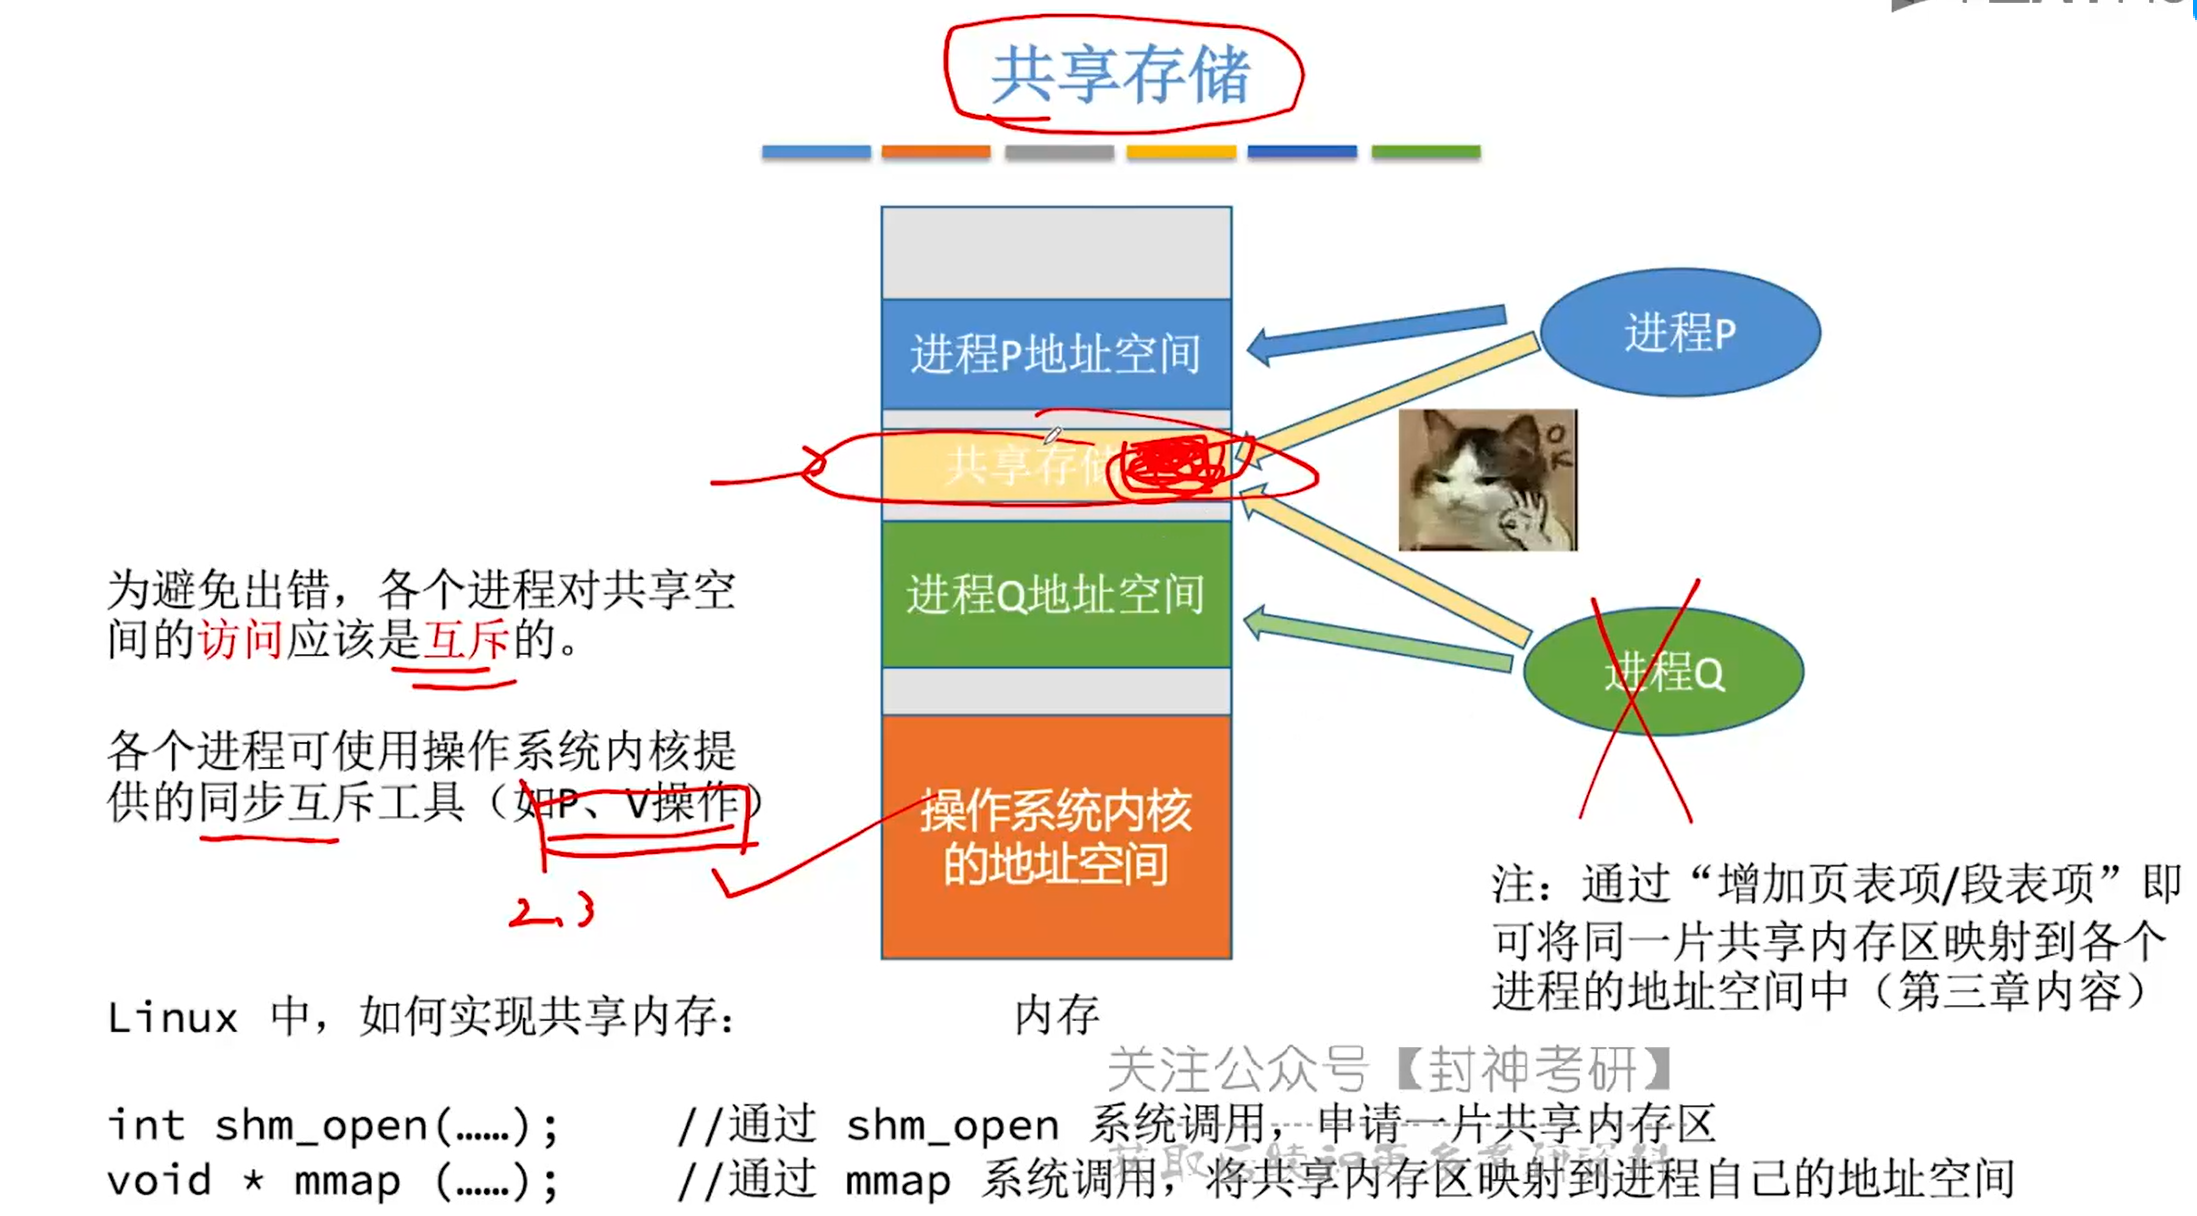 共享存储
进程P地址空间
进程P
共享存储
O
K
进程Q地址空间
进程Q
为避免出错，各个进程对共享空
间的访问应该是互斥的。
各个进程可使用操作系统内核提
供的同步互斥工具（如P、V操作）
2.3
操作系统内核
的地址空间
注：通过“增加页表项/段表项”即
可将同一片共享内存区映射到各个
进程的地址空间中（第三章内容）
Linux 中，如何实现共享内存：
内存
关注公众号【封神考研】
int shm_open(……); //通过 shm_open 系统调用，申请一片共享内存区
void * mmap (……); //通过 mmap 系统调用，将共享内存区映射到进程自己的地址空间